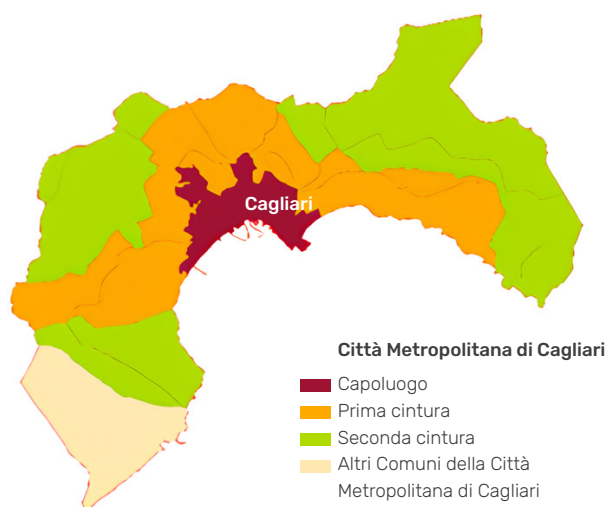 Cagliari
Città Metropolitana di Cagliari
Capoluogo
Prima cintura
Seconda cintura
Altri Comuni della Città
Metropolitana di Cagliari